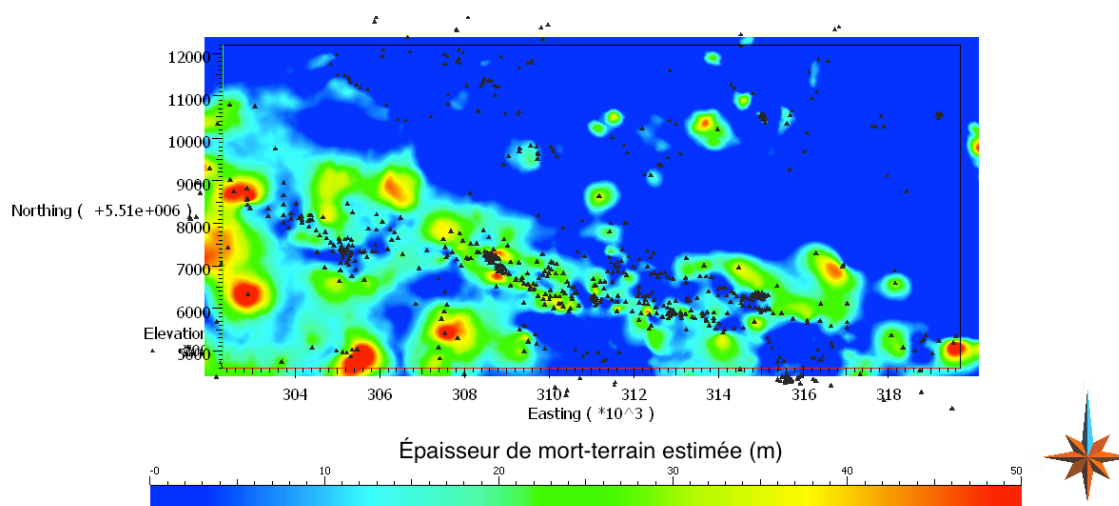 12000
11000
10000
9000
Northing ( +5.51e+006 )
8000
7000
6000
Elevation
5000
304 306 308 310 312 314 316 318
Easting ( *10^3 )
Épaisseur de mort-terrain estimée (m)
-0 10 20 30 40 50